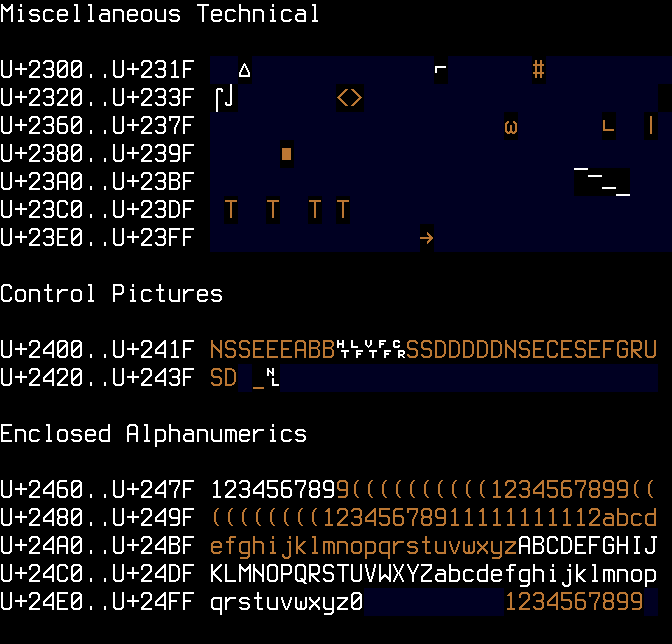 Miscellaneous Technical
U+2300..U+231F ⌂ ⌐ #
U+2320..U+233F ⌠⌡ <>
U+2360..U+237F ω ∟ |
U+2380..U+239F ■
U+23A0..U+23BF ⎺⎻⎼⎽
U+23C0..U+23DF T T T T
U+23E0..U+23FF →
Control Pictures
U+2400..U+241F NSSEEEABB␉␊␋␌␍SSDDDDDNSECESEFGRU
U+2420..U+243F SD _␤
Enclosed Alphanumerics
U+2460..U+247F 1234567899((((((((((1234567899((
U+2480..U+249F ((((((((12345678911111111112abcd
U+24A0..U+24BF efghijklmnopqrstuvwxyzABCDEFGHIJ
U+24C0..U+24DF KLMNOPQRSTUVWXYZabcdefghijklmnop
U+24E0..U+24FF qrstuvwxyz0 1234567899